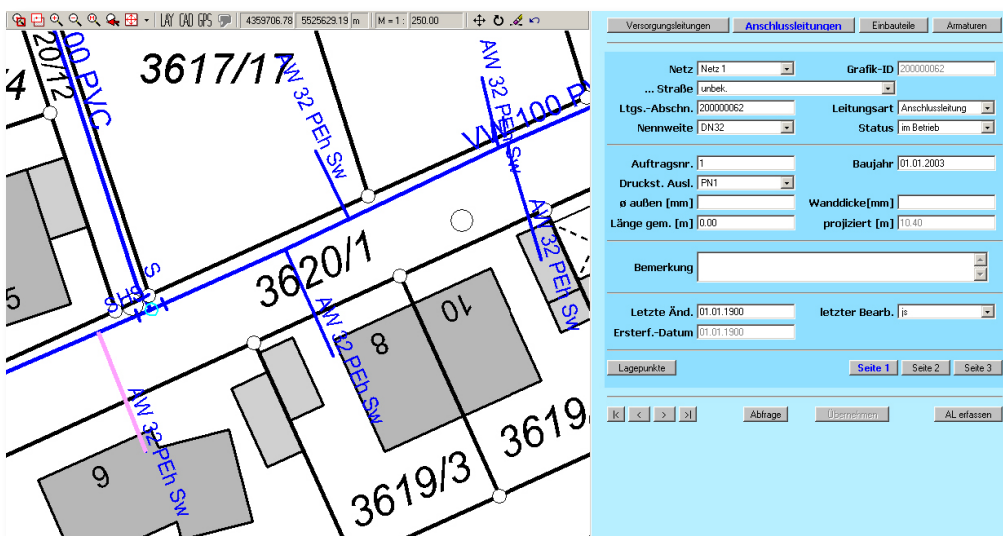 LAY CAD GPS 4359706.78 5525629.19 m M = 1 : 250.00
20/12
00 PVC
3617/17
AW 32 PEh Sw
AW 32 PEh Sw
VW 100 P
AW 32 PEh Sw
3620/1
S
SHS
5
AW 32 PEh Sw
8
10
AW 32 PEh Sw
9
3619/3
3619
Versorgungsleitungen Anschlussleitungen Einbauteile Armaturen
Netz Netz 1 Grafik-ID 200000062
... Straße unbek.
Ltgs.-Abschn. 200000062 Leitungsart Anschlussleitung
Nennweite DN32 Status im Betrieb
Auftragsnr. 1 Baujahr 01.01.2003
Druckst. Ausl. PN1
ø außen [mm] Wanddicke[mm]
Länge gem. [m] 0.00 projiziert [m] 10.40
Bemerkung
Letzte Änd. 01.01.1900 letzter Bearb. js
Ersterf.-Datum 01.01.1900
Lagepunkte Seite 1 Seite 2 Seite 3
K < > >| Abfrage Übernehmen AL erfassen